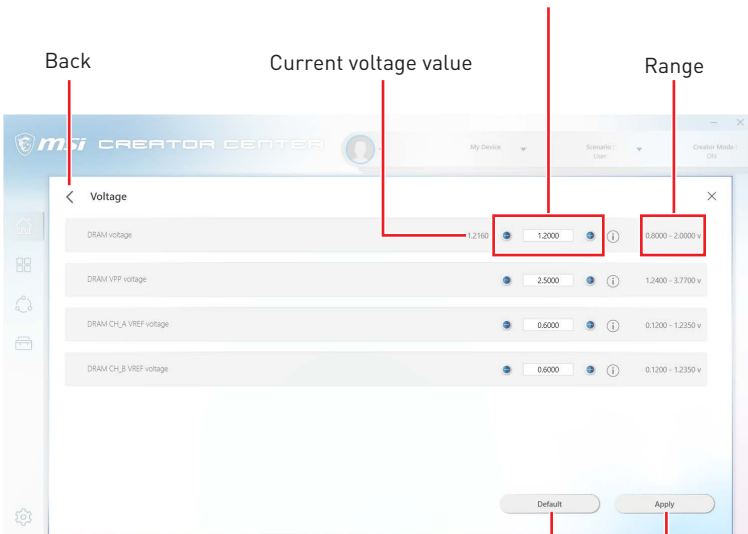 Back
Current voltage value
Range
msi CREATOR CENTER
My Device
Scenario :
User
Creator Mode :
ON
Voltage
DRAM voltage 1.2160 1.2000 0.8000 ~ 2.0000 v
DRAM VPP voltage 2.5000 1.2400 ~ 3.7700 v
DRAM CH_A VREF voltage 0.6000 0.1200 ~ 1.2350 v
DRAM CH_B VREF voltage 0.6000 0.1200 ~ 1.2350 v
Default Apply